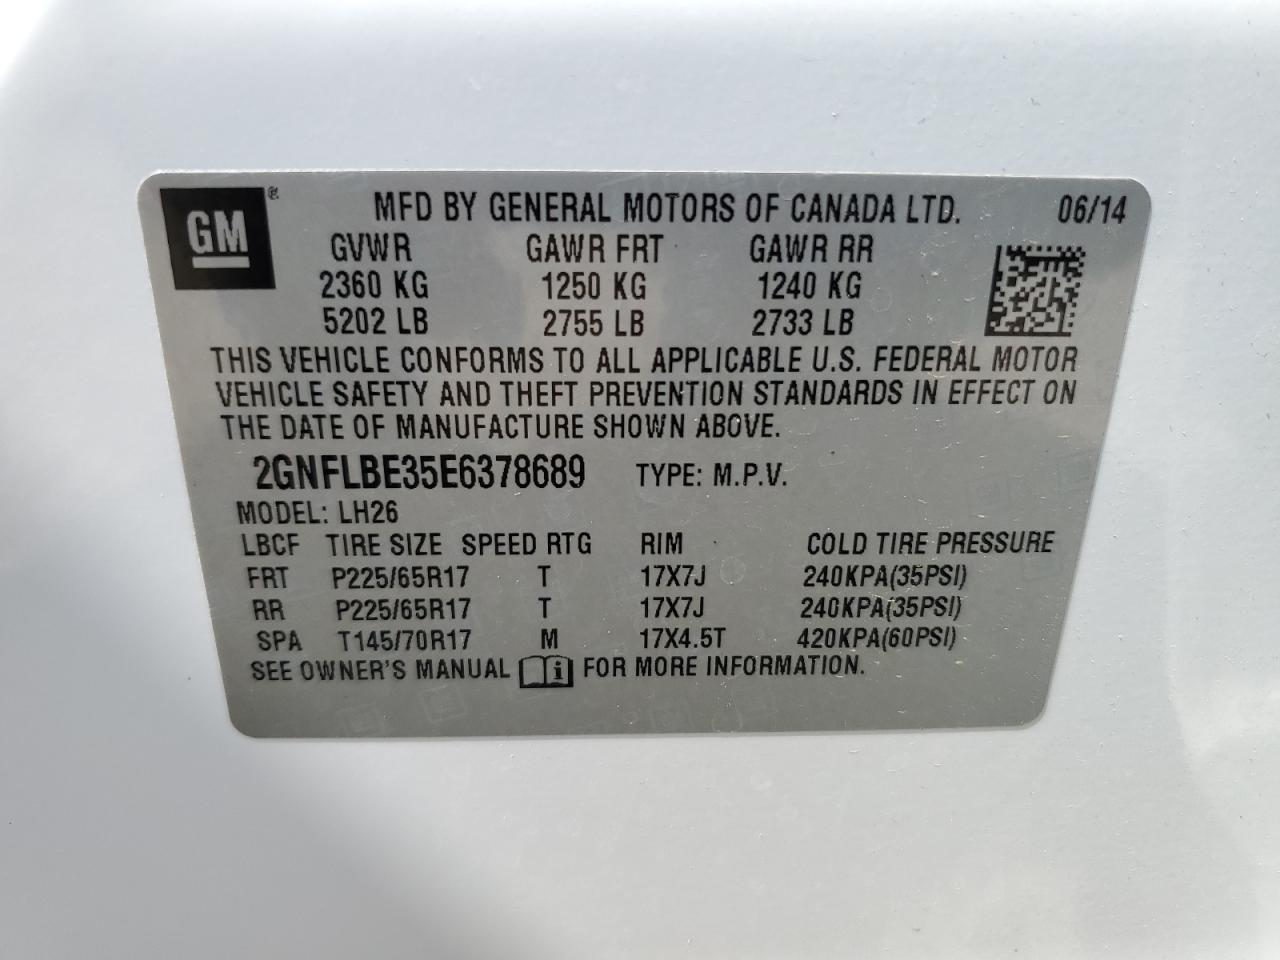 GM® MFD BY GENERAL MOTORS OF CANADA LTD. 06/14
GVWR GAWR FRT GAWR RR
2360 KG 1250 KG 1240 KG
5202 LB 2755 LB 2733 LB
THIS VEHICLE CONFORMS TO ALL APPLICABLE U.S. FEDERAL MOTOR
VEHICLE SAFETY AND THEFT PREVENTION STANDARDS IN EFFECT ON
THE DATE OF MANUFACTURE SHOWN ABOVE.
2GNFLBE35E6378689 TYPE: M.P.V.
MODEL: LH26
LBCF TIRE SIZE SPEED RTG RIM COLD TIRE PRESSURE
FRT P225/65R17 T 17X7J 240KPA(35PSI)
RR P225/65R17 T 17X7J 240KPA(35PSI)
SPA T145/70R17 M 17X4.5T 420KPA(60PSI)
SEE OWNER'S MANUAL i FOR MORE INFORMATION.